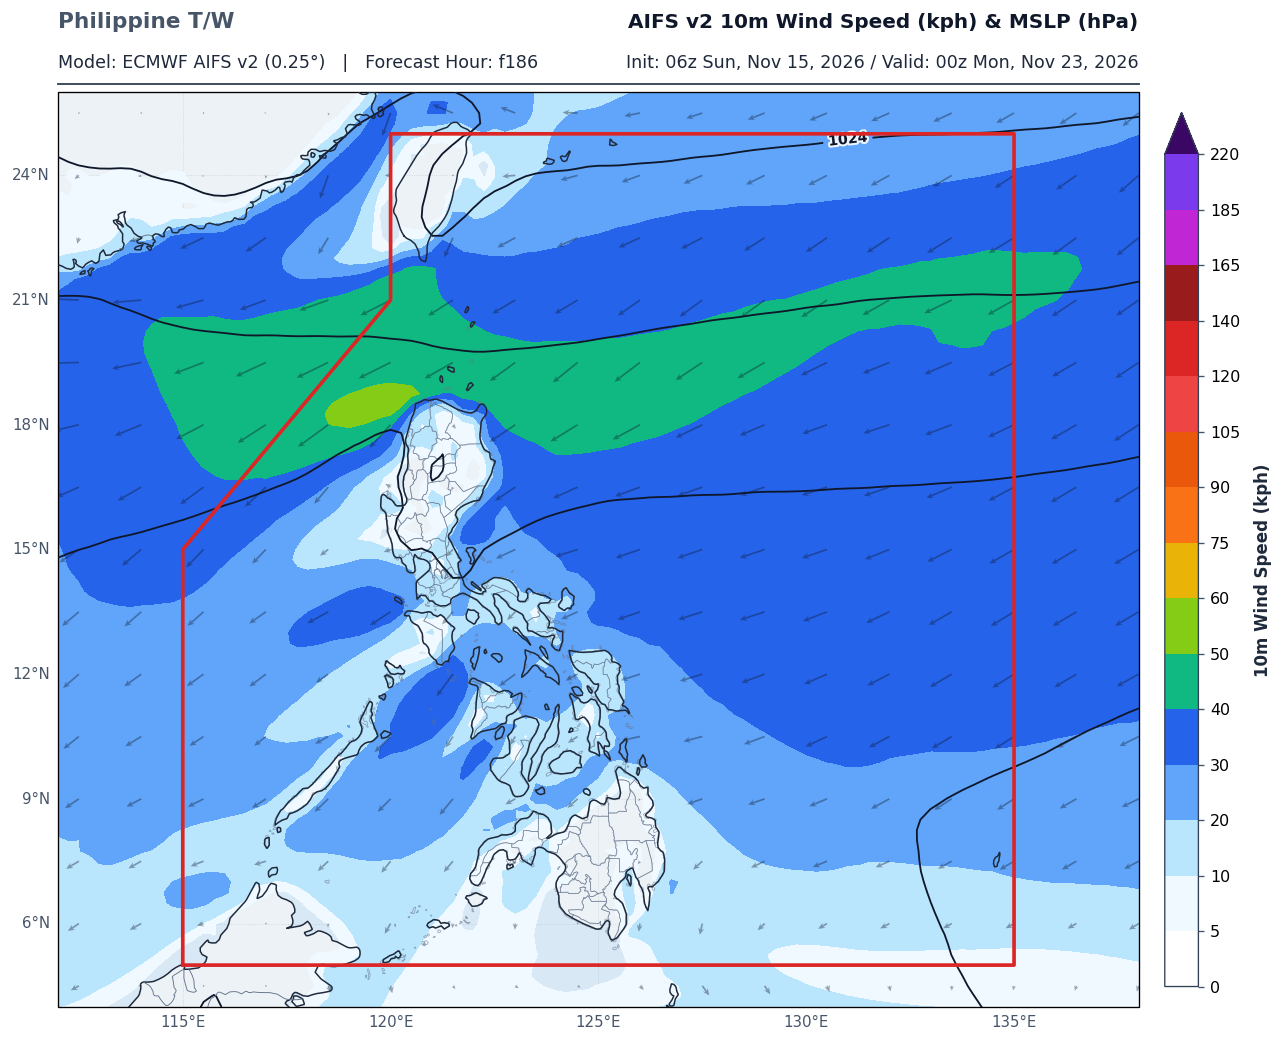 Philippine T/W
AIFS v2 10m Wind Speed (kph) & MSLP (hPa)
Model: ECMWF AIFS v2 (0.25°) | Forecast Hour: f186
Init: 06z Sun, Nov 15, 2026 / Valid: 00z Mon, Nov 23, 2026
1024
24°N
21°N
18°N
15°N
12°N
9°N
6°N
115°E
120°E
125°E
130°E
135°E
220
185
165
140
120
105
90
75
60
50
40
30
20
10
5
0
10m Wind Speed (kph)